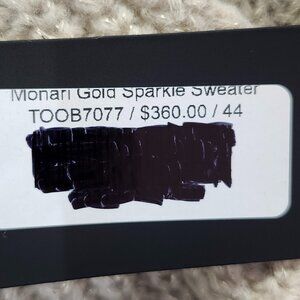 Monari Gold Sparkle Sweater
TOOB7077 / $360.00 / 44